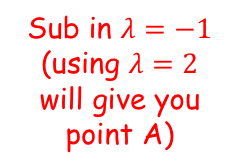 Sub in λ = −1
(using λ = 2
will give you
point A)